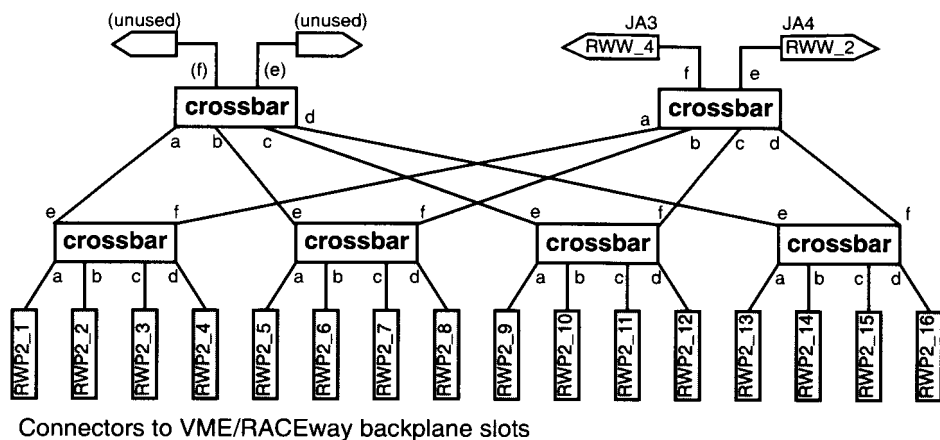 (unused) (unused) JA3 JA4
RWW_4 RWW_2
(f) (e) f e
crossbar crossbar
a b c d a b c d
e f e f e f e f
crossbar crossbar crossbar crossbar
a b c d a b c d a b c d a b c d
RWP2_1 RWP2_2 RWP2_3 RWP2_4 RWP2_5 RWP2_6 RWP2_7 RWP2_8 RWP2_9 RWP2_10 RWP2_11 RWP2_12 RWP2_13 RWP2_14 RWP2_15 RWP2_16
Connectors to VME/RACEway backplane slots